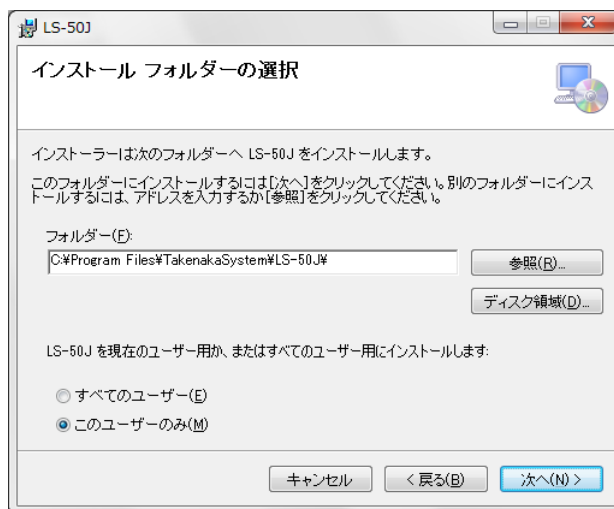 LS-50J
インストール フォルダーの選択
インストーラーは次のフォルダーへ LS-50J をインストールします。
このフォルダーにインストールするには[次へ]をクリックしてください。別のフォルダーにインス
トールするには、アドレスを入力するか[参照]をクリックしてください。
フォルダー(F):
C:¥Program Files¥TakenakaSystem¥LS-50J¥
参照(R)...
ディスク領域(D)...
LS-50J を現在のユーザー用か、またはすべてのユーザー用にインストールします:
すべてのユーザー(E)
このユーザーのみ(M)
キャンセル
< 戻る(B)
次へ(N) >